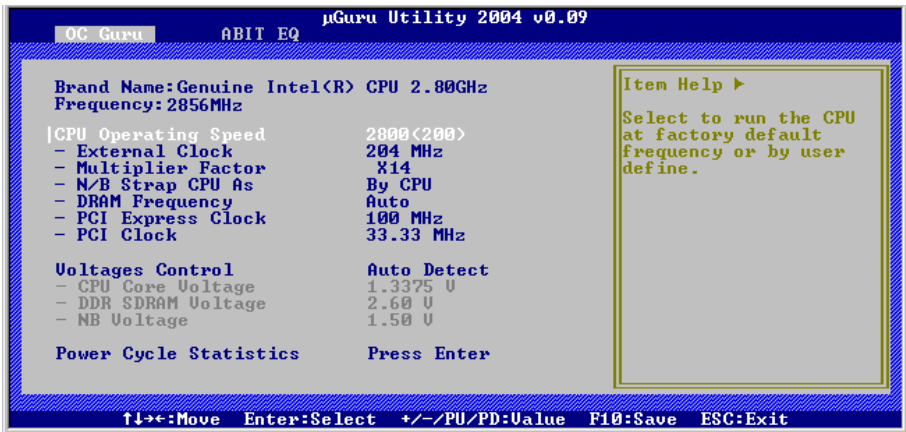 µGuru Utility 2004 v0.09
OC Guru ABIT EQ
Brand Name:Genuine Intel(R) CPU 2.80GHz
Frequency:2856MHz
CPU Operating Speed 2800(200)
- External Clock 204 MHz
- Multiplier Factor X14
- N/B Strap CPU As By CPU
- DRAM Frequency Auto
- PCI Express Clock 100 MHz
- PCI Clock 33.33 MHz
Voltages Control Auto Detect
- CPU Core Voltage 1.3375 V
- DDR SDRAM Voltage 2.60 V
- NB Voltage 1.50 V
Power Cycle Statistics Press Enter
Item Help ►
Select to run the CPU
at factory default
frequency or by user
define.
↑↓→←:Move Enter:Select +/-/PU/PD:Value F10:Save ESC:Exit